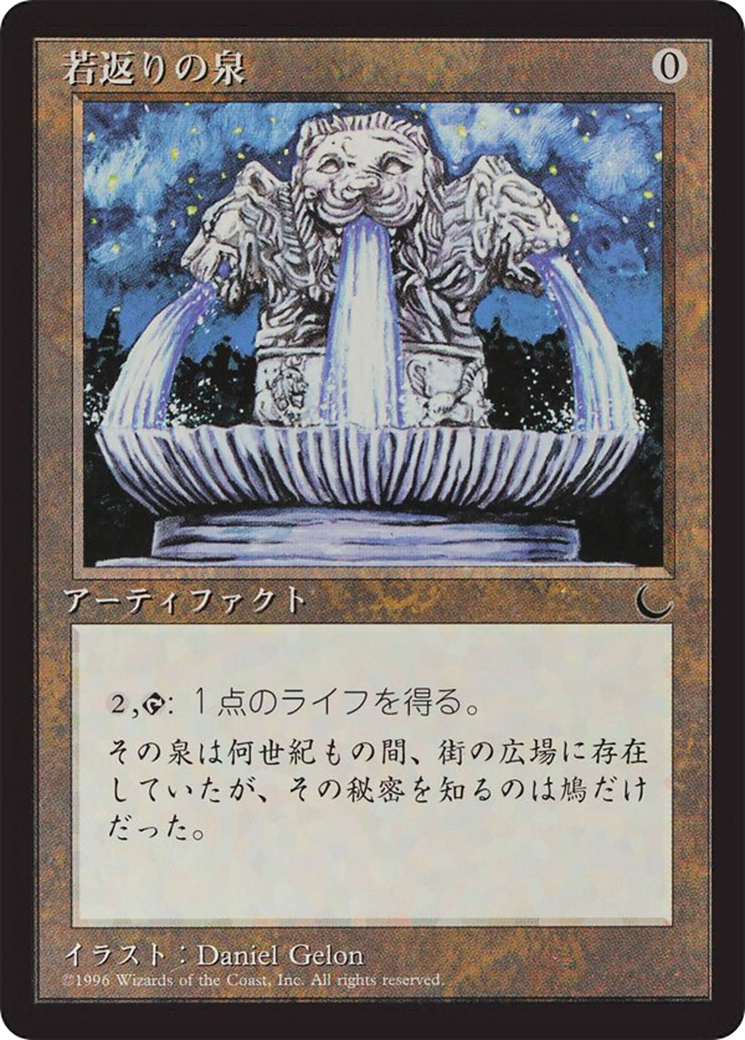 若返りの泉 0
アーティファクト
2,T: 1点のライフを得る。
その泉は何世紀もの間、街の広場に存在
していたが、その秘密を知るのは鳩だけ
だった。
イラスト:Daniel Gelon
©1996 Wizards of the Coast, Inc. All rights reserved.